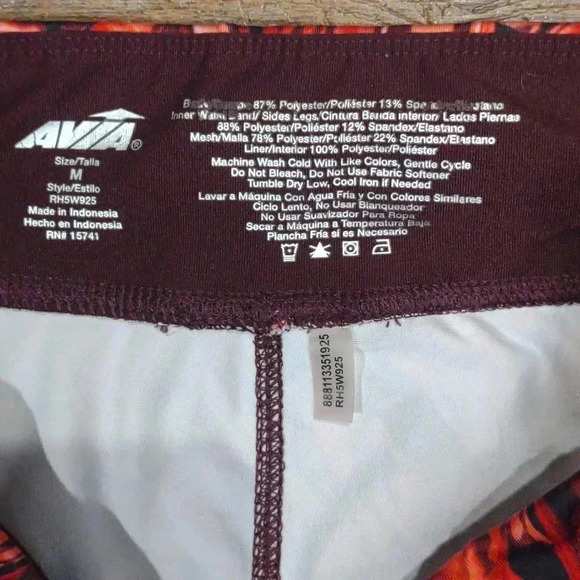 AVIA®
Size/Talla
M
Style/Estilo
RH5W925
Made in Indonesia
Hecho en Indonesia
RN# 15741
87% Polyester/Poliéster 13%
Inner Waist Band/ Sides Legs/Cintura Banda Interior/ Lados Piernas
88% Polyester/Poliéster 12% Spandex/Elastano
Mesh/Malla 78% Polyester/Poliéster 22% Spandex/Elastano
Liner/Interior 100% Polyester/Poliéster
Machine Wash Cold With Like Colors, Gentle Cycle
Do Not Bleach, Do Not Use Fabric Softener
Tumble Dry Low, Cool Iron if Needed
Lavar a Máquina Con Agua Fría y Con Colores Similares
Ciclo Lento, No Usar Blanqueador
No Usar Suavizador Para Ropa
Secar a Máquina a Temperatura Baja
Plancha Fría si es Necesario
888113351925
RH5W925